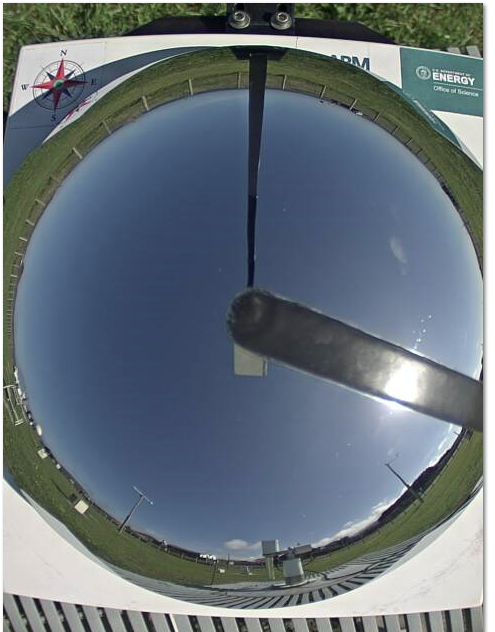 N
W
E
S
ARM
U.S. DEPARTMENT OF
ENERGY
Office of Science